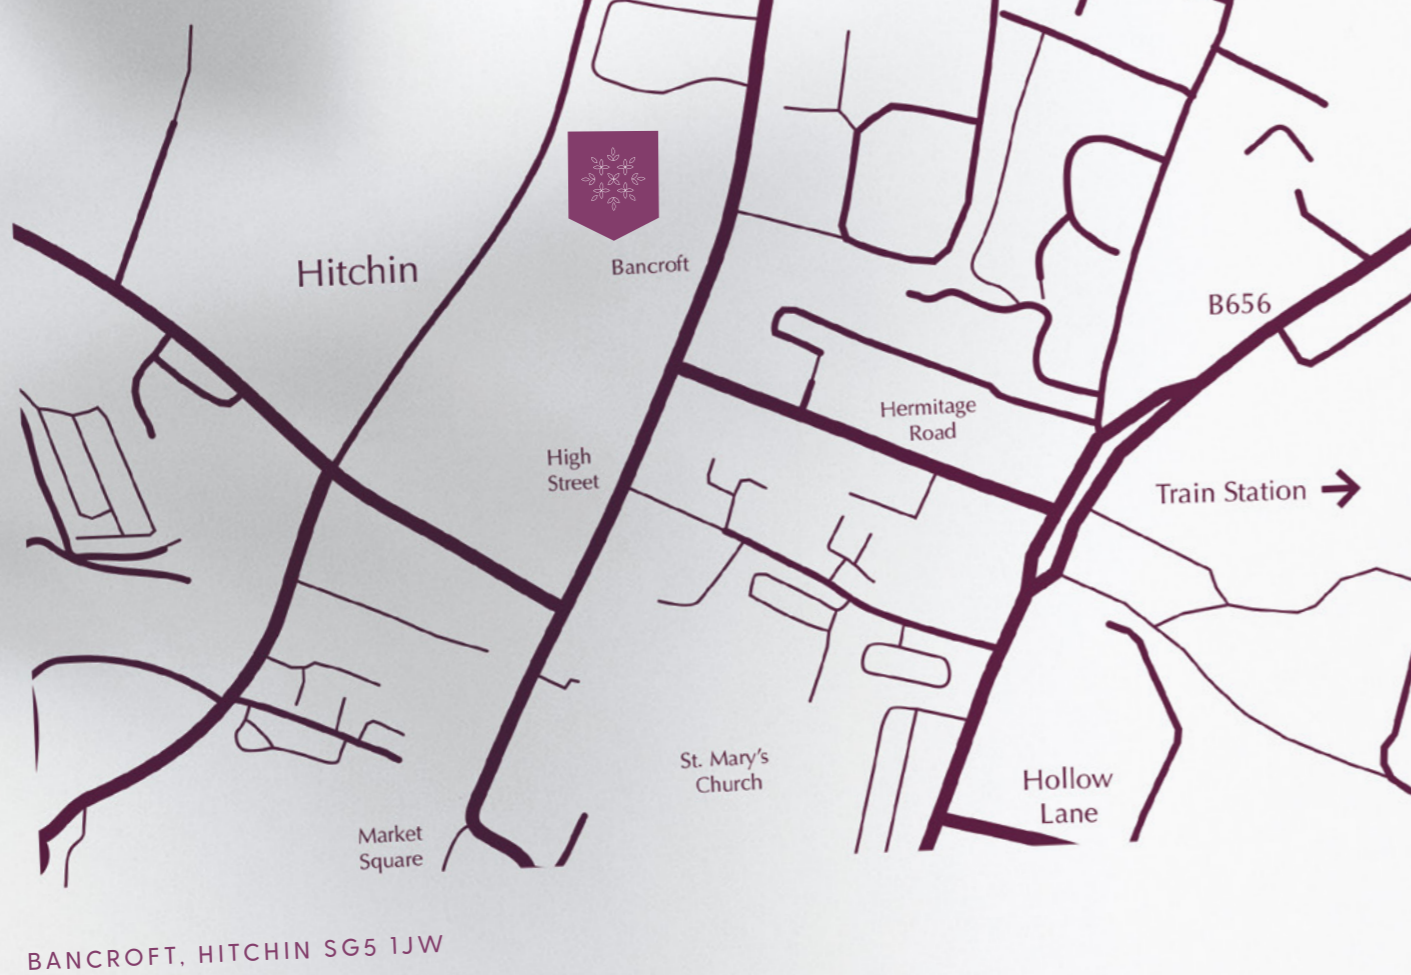 Hitchin
Bancroft
B656
Hermitage
Road
High
Street
Train Station
St. Mary's
Church
Hollow
Lane
Market
Square
BANCROFT, HITCHIN SG5 1JW